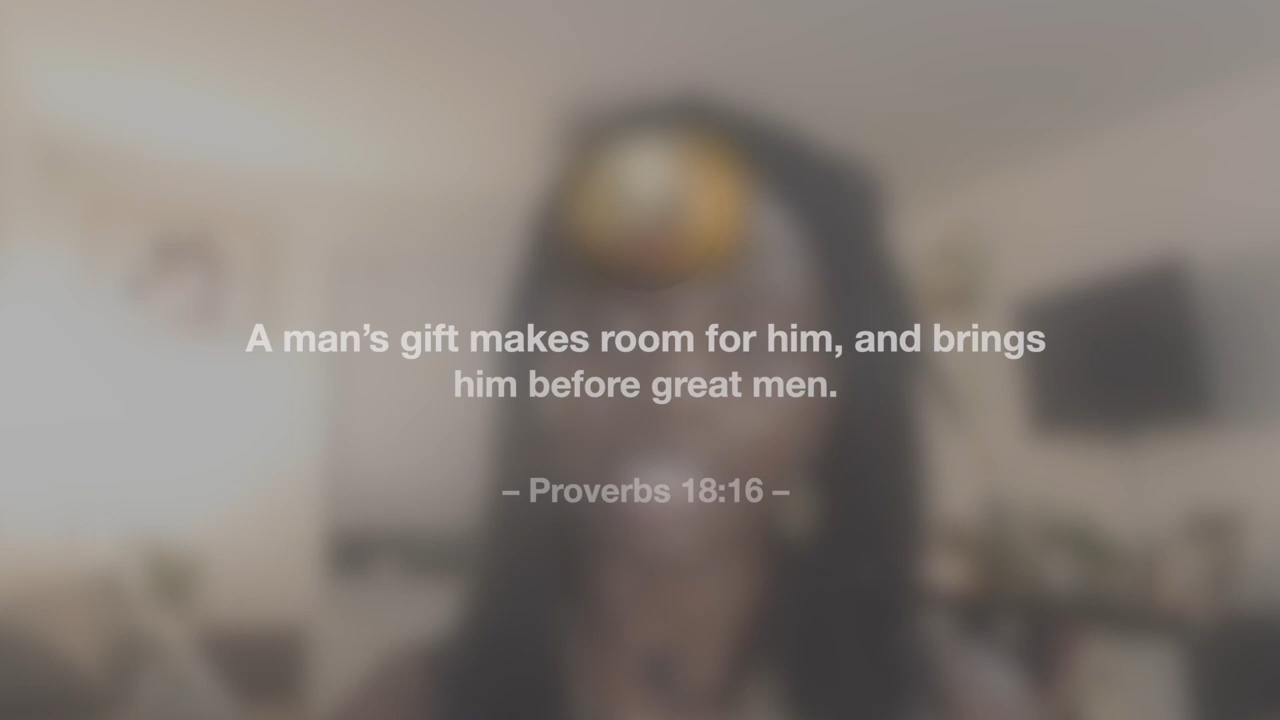 A man’s gift makes room for him, and brings
him before great men.
– Proverbs 18:16 –